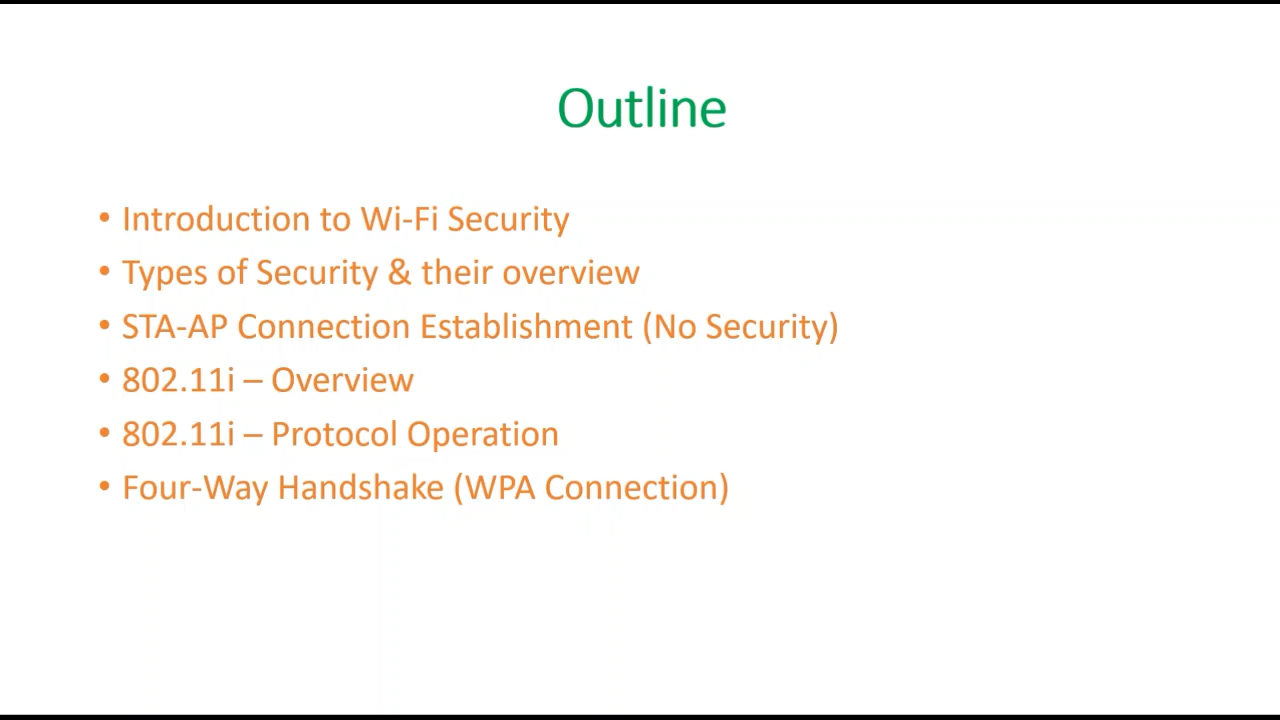 Outline
• Introduction to Wi-Fi Security
• Types of Security & their overview
• STA-AP Connection Establishment (No Security)
• 802.11i – Overview
• 802.11i – Protocol Operation
• Four-Way Handshake (WPA Connection)